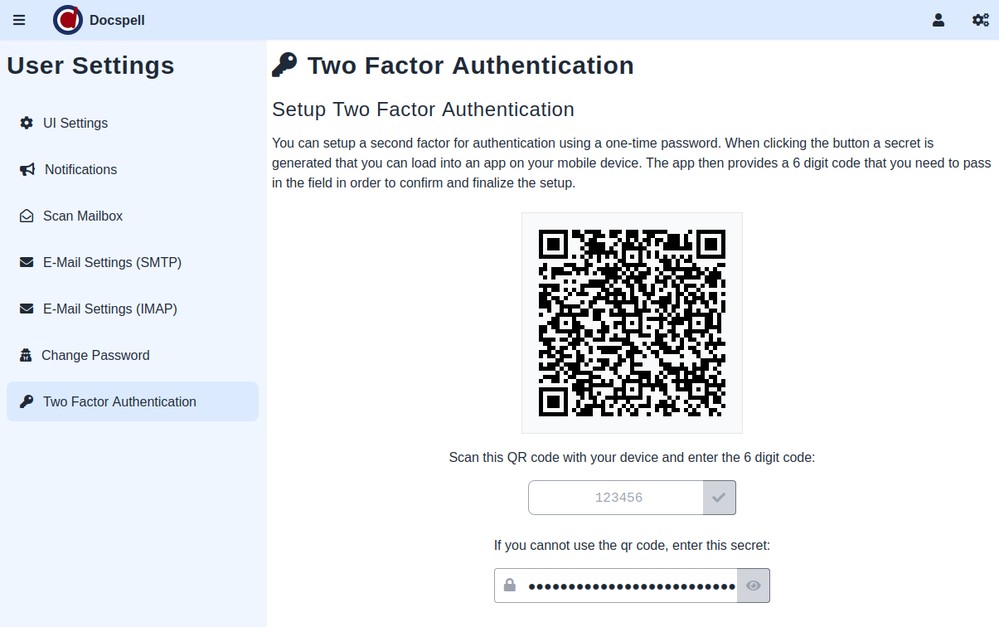 Docspell
User Settings
UI Settings
Notifications
Scan Mailbox
E-Mail Settings (SMTP)
E-Mail Settings (IMAP)
Change Password
Two Factor Authentication
Two Factor Authentication
Setup Two Factor Authentication
You can setup a second factor for authentication using a one-time password. When clicking the button a secret is
generated that you can load into an app on your mobile device. The app then provides a 6 digit code that you need to pass
in the field in order to confirm and finalize the setup.
Scan this QR code with your device and enter the 6 digit code:
123456
If you cannot use the qr code, enter this secret: